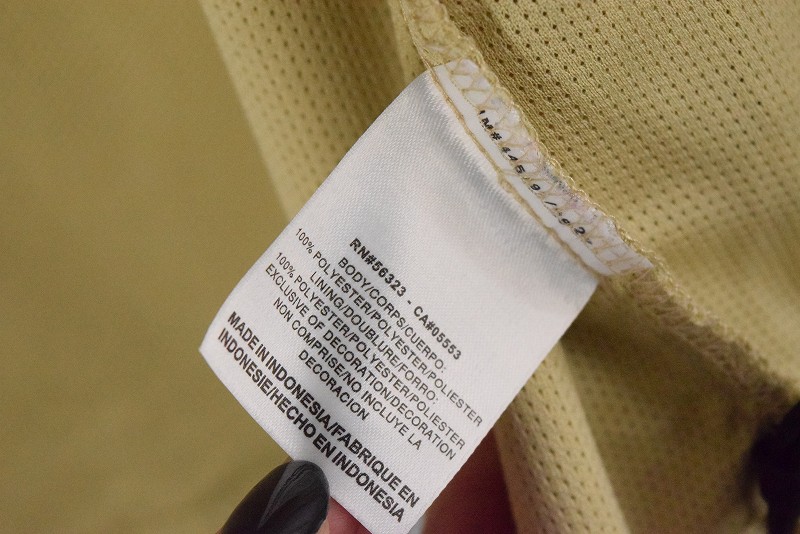 RN#56323 - CA#05553
BODY/CORPS/CUERPO:
100% POLYESTER/POLYESTER/POLIESTER
LINING/DOUBLURE/FORRO:
100% POLYESTER/POLYESTER/POLIESTER
EXCLUSIVE OF DECORATION/DECORATION
NON COMPRISE/NO INCLUYE LA
DECORACION
MADE IN INDONESIA/FABRIQUE EN
INDONESIE/HECHO EN INDONESIA